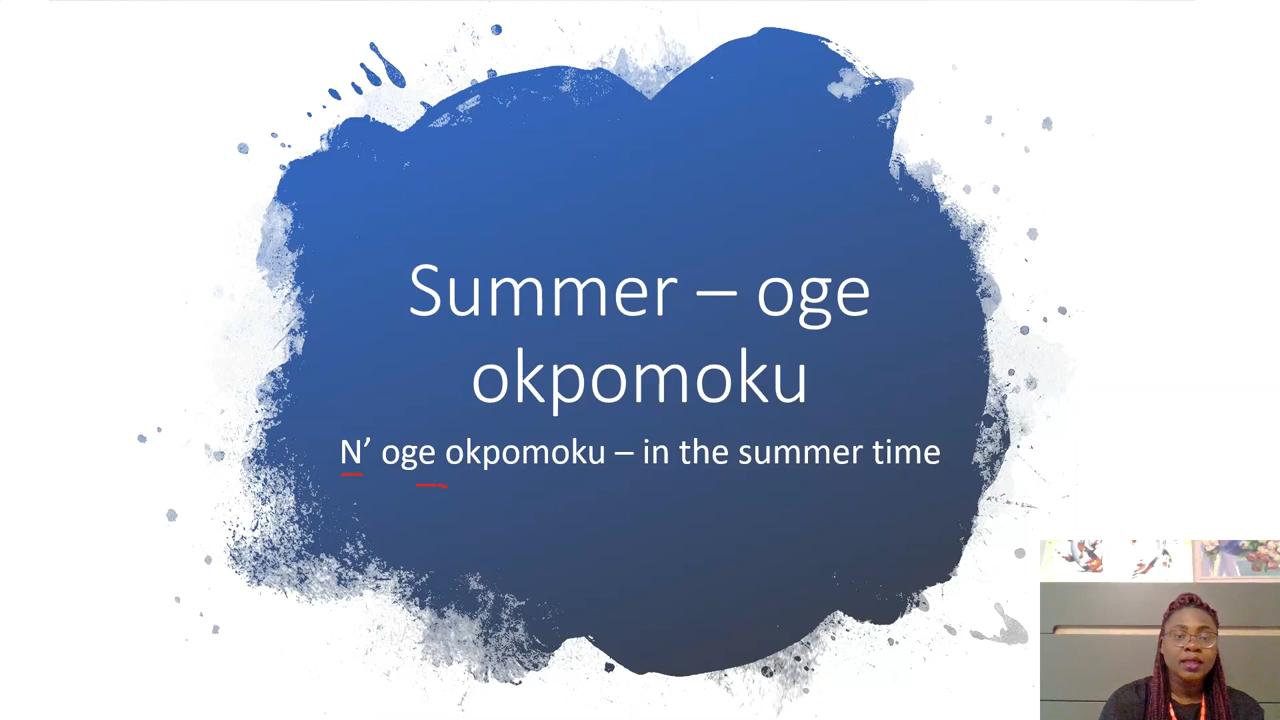 Summer – oge
okpomoku
N’ oge okpomoku – in the summer time